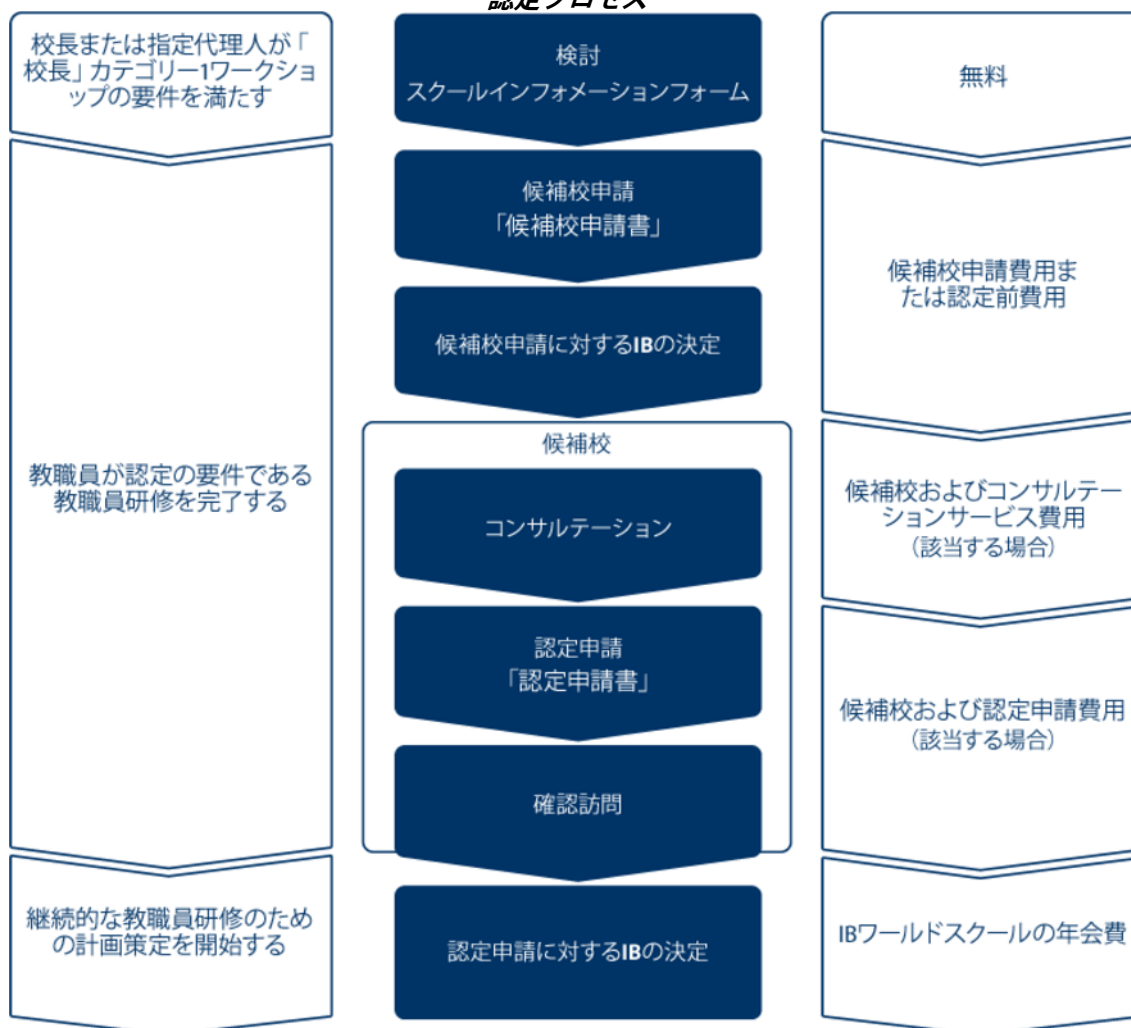 認定プロセス
校長または指定代理人が「
校長」カテゴリー1ワークショ
ップの要件を満たす
教職員が認定の要件である
教職員研修を完了する
継続的な教職員研修のため
の計画策定を開始する
検討
スクールインフォメーションフォーム
候補校申請
「候補校申請書」
候補校申請に対するIBの決定
候補校
コンサルテーション
認定申請
「認定申請書」
確認訪問
認定申請に対するIBの決定
無料
候補校申請費用ま
たは認定前費用
候補校およびコンサルテー
ションサービス費用
（該当する場合）
候補校および認定申請費用
（該当する場合）
IBワールドスクールの年会費